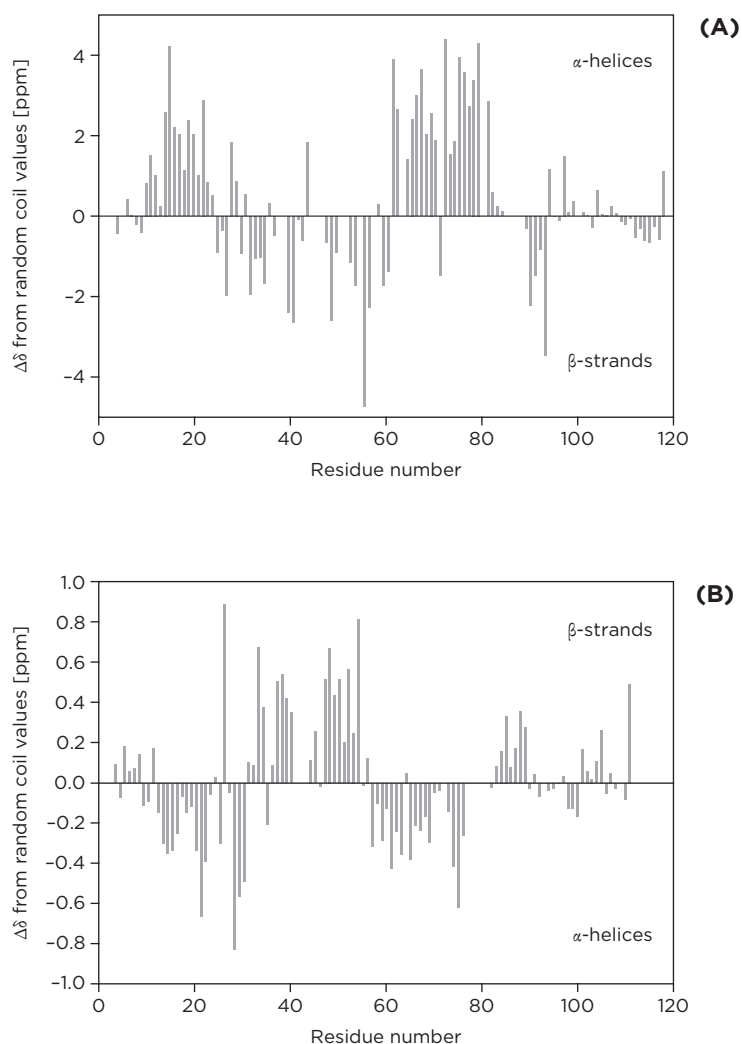 (A)
α-helices
4
2
0
−2
−4
β-strands
Δδ from random coil values [ppm]
0 20 40 60 80 100 120
Residue number
(B)
1.0
β-strands
0.8
0.6
0.4
0.2
0.0
−0.2
−0.4
−0.6
−0.8
−1.0
α-helices
Δδ from random coil values [ppm]
0 20 40 60 80 100 120
Residue number